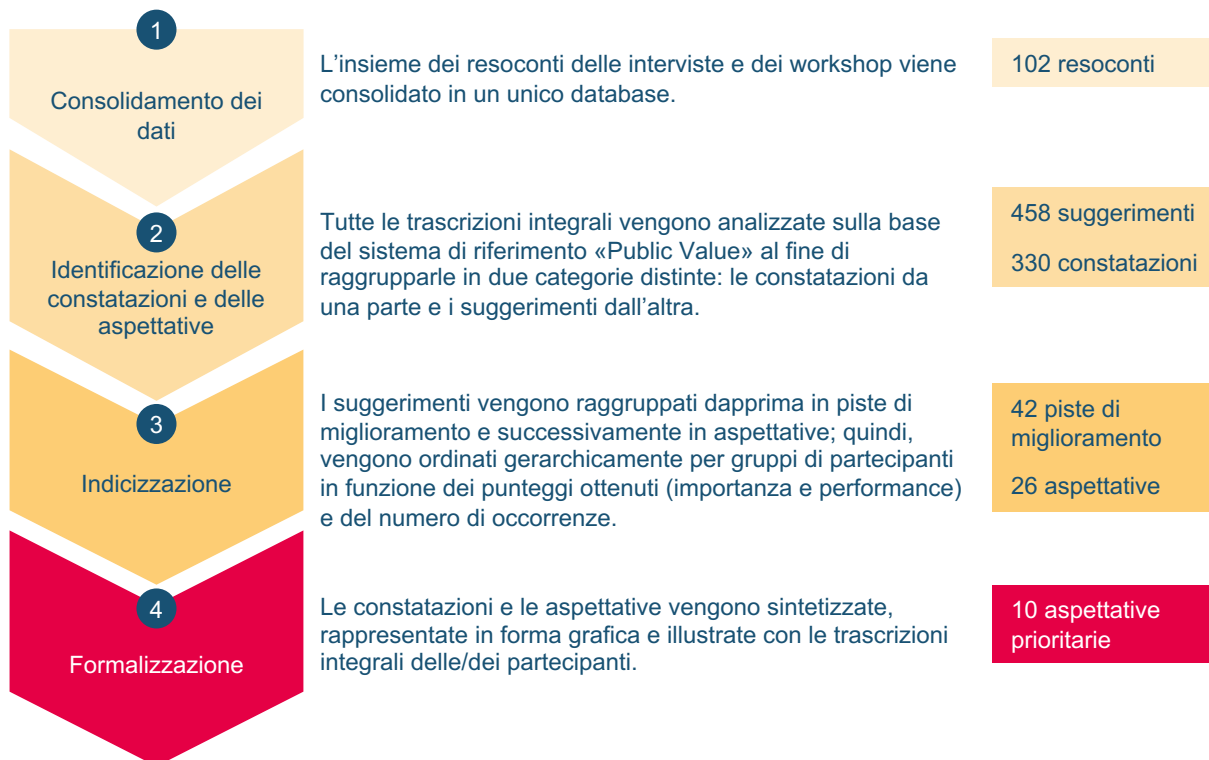 1
Consolidamento dei
dati
L'insieme dei resoconti delle interviste e dei workshop viene
consolidato in un unico database.
102 resoconti
2
Identificazione delle
constatazioni e delle
aspettative
Tutte le trascrizioni integrali vengono analizzate sulla base
del sistema di riferimento «Public Value» al fine di
raggrupparle in due categorie distinte: le constatazioni da
una parte e i suggerimenti dall'altra.
458 suggerimenti
330 constatazioni
3
Indicizzazione
I suggerimenti vengono raggruppati dapprima in piste di
miglioramento e successivamente in aspettative; quindi,
vengono ordinati gerarchicamente per gruppi di partecipanti
in funzione dei punteggi ottenuti (importanza e performance)
e del numero di occorrenze.
42 piste di
miglioramento
26 aspettative
4
Formalizzazione
Le constatazioni e le aspettative vengono sintetizzate,
rappresentate in forma grafica e illustrate con le trascrizioni
integrali delle/dei partecipanti.
10 aspettative
prioritarie